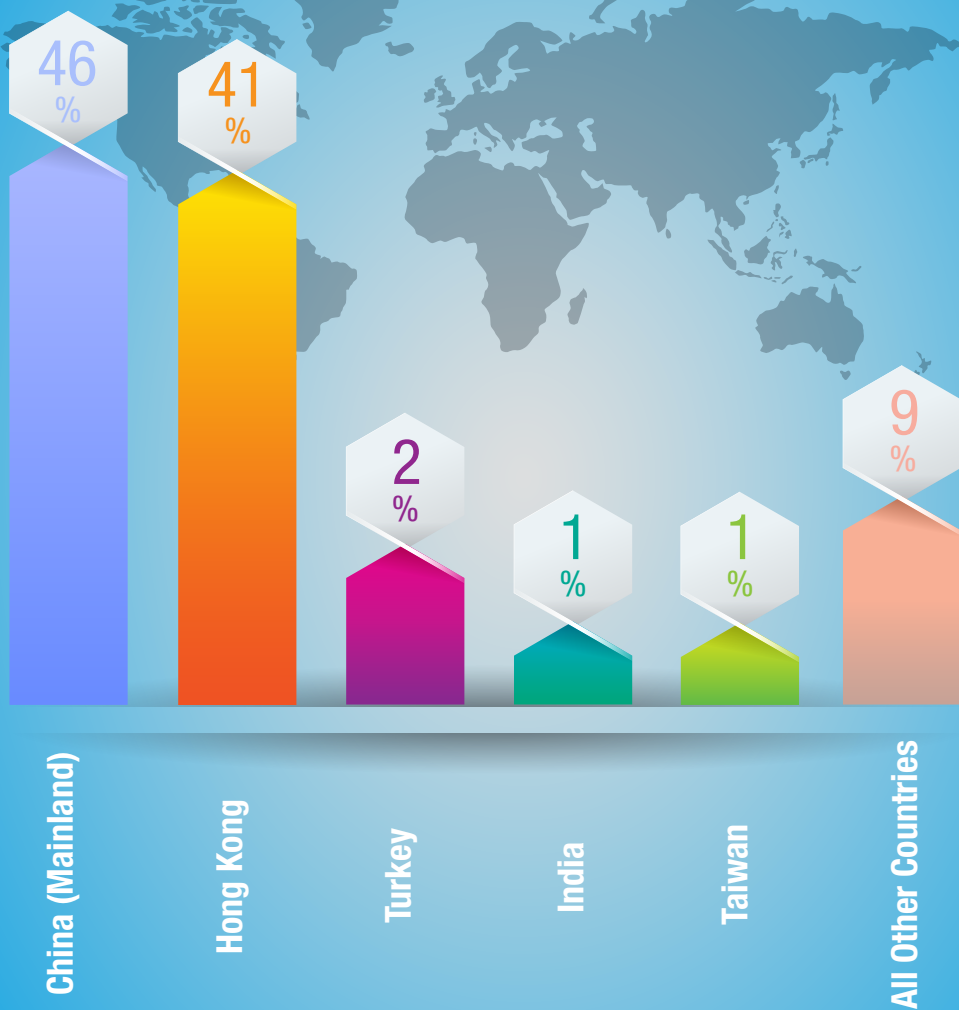 46
%
41
%
2
%
1
%
1
%
9
%
China (Mainland)
Hong Kong
Turkey
India
Taiwan
All Other Countries